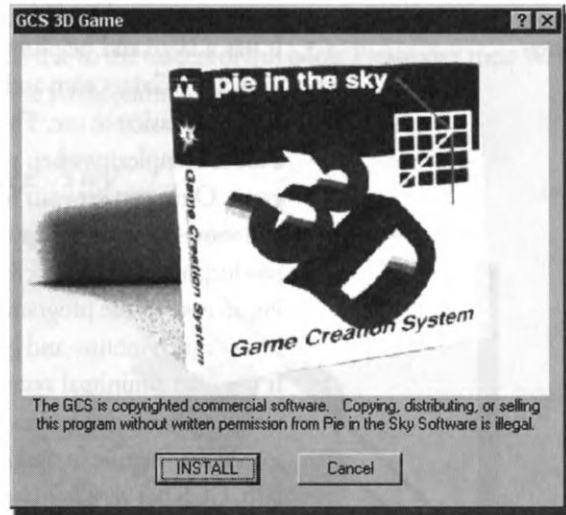 GCS 3D Game
pie in the sky
3D
Game Creation System
Game Creation System
The GCS is copyrighted commercial software. Copying, distributing, or selling
this program without written permission from Pie in the Sky Software is illegal.
INSTALL
Cancel